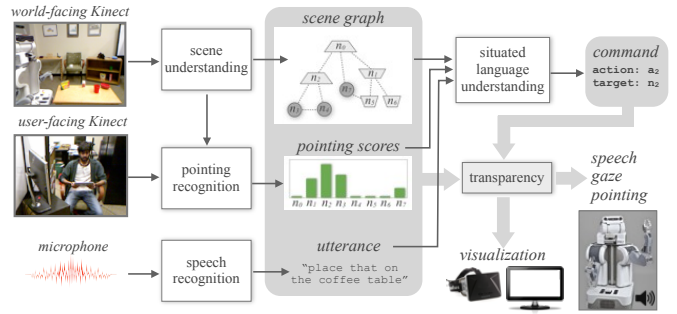 world-facing Kinect
scene
understanding
scene graph
n₀
n₂
n₁
n₃
n₄
n₅
n₆
situated
language
understanding
command
action: a₂
target: n₂
user-facing Kinect
pointing
recognition
pointing scores
n₀ n₁ n₂ n₃ n₄ n₅ n₆ n₇
transparency
speech
gaze
pointing
microphone
speech
recognition
utterance
"place that on
the coffee table"
visualization